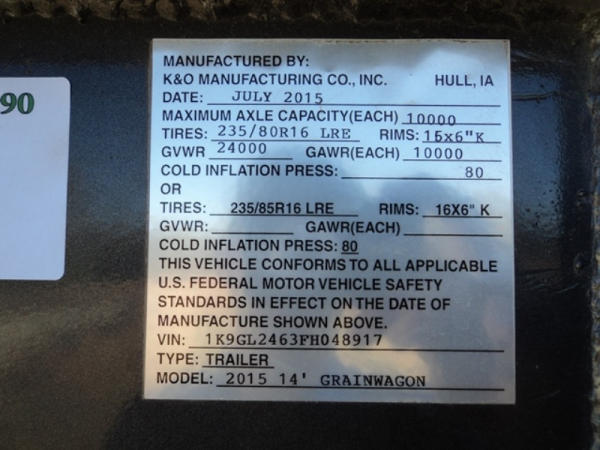 90
MANUFACTURED BY:
K&O MANUFACTURING CO., INC. HULL, IA
DATE: JULY 2015
MAXIMUM AXLE CAPACITY(EACH) 10000
TIRES: 235/80R16 LRE RIMS: 16x6"K
GVWR 24000 GAWR(EACH) 10000
COLD INFLATION PRESS: 80
OR
TIRES: 235/85R16 LRE RIMS: 16X6" K
GVWR: GAWR(EACH)
COLD INFLATION PRESS: 80
THIS VEHICLE CONFORMS TO ALL APPLICABLE
U.S. FEDERAL MOTOR VEHICLE SAFETY
STANDARDS IN EFFECT ON THE DATE OF
MANUFACTURE SHOWN ABOVE.
VIN: 1K9GL2463FH048917
TYPE: TRAILER
MODEL: 2015 14' GRAINWAGON